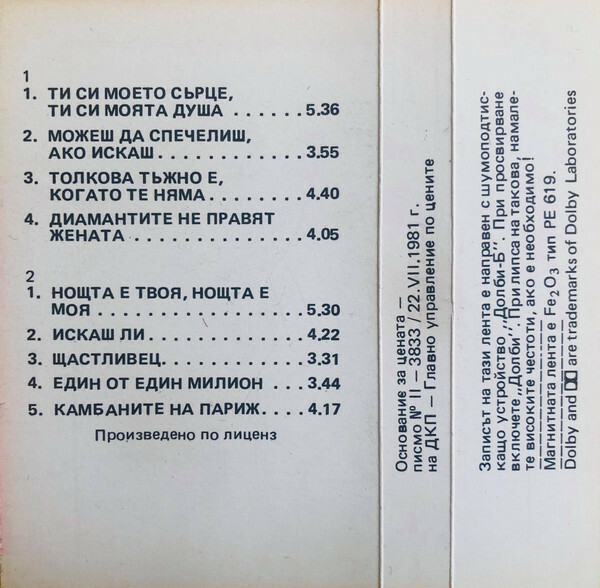 1
1. ТИ СИ МОЕТО СЪРЦЕ,
ТИ СИ МОЯТА ДУША ......5.36
2. МОЖЕШ ДА СПЕЧЕЛИШ,
АКО ИСКАШ............3.55
3. ТОЛКОВА ТЪЖНО Е,
КОГАТО ТЕ НЯМА.......4.40
4. ДИАМАНТИТЕ НЕ ПРАВЯТ
ЖЕНАТА..............4.05
2
1. НОЩТА Е ТВОЯ, НОЩТА Е
МОЯ.................5.30
2. ИСКАШ ЛИ............4.22
3. ЩАСТЛИВЕЦ...........3.31
4. ЕДИН ОТ ЕДИН МИЛИОН ...3.44
5. КАМБАНИТЕ НА ПАРИЖ....4.17
Произведено по лиценз
Основание за цената —
писмо № II — 3833 / 22.VII.1981 г.
на ДКП — Главно управление по цените
Записът на тази лента е направен с шумоподтис-
кащо устройство „Долби-Б". При просвирване
включете „Долби". При липса на такова, намале-
те високите честоти, ако е необходимо!
Магнитната лента е Fe₂O₃ тип PE 619.
Dolby and are trademarks of Dolby Laboratories